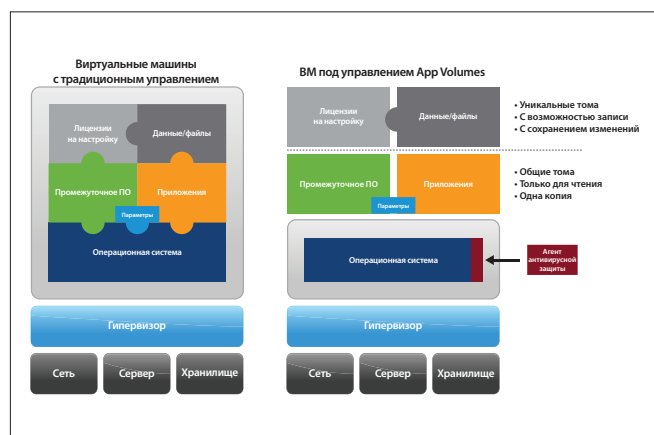 Виртуальные машины
с традиционным управлением
Лицензии
на настройку
Данные/файлы
Промежуточное ПО
Приложения
Параметры
Операционная система
Гипервизор
Сеть
Сервер
Хранилище
ВМ под управлением App Volumes
Лицензии
на настройку
Данные/файлы
• Уникальные тома
• С возможностью записи
• С сохранением изменений
Промежуточное ПО
Приложения
Параметры
• Общие тома
• Только для чтения
• Одна копия
Операционная система
Агент
антивирусной
защиты
Гипервизор
Сеть
Сервер
Хранилище